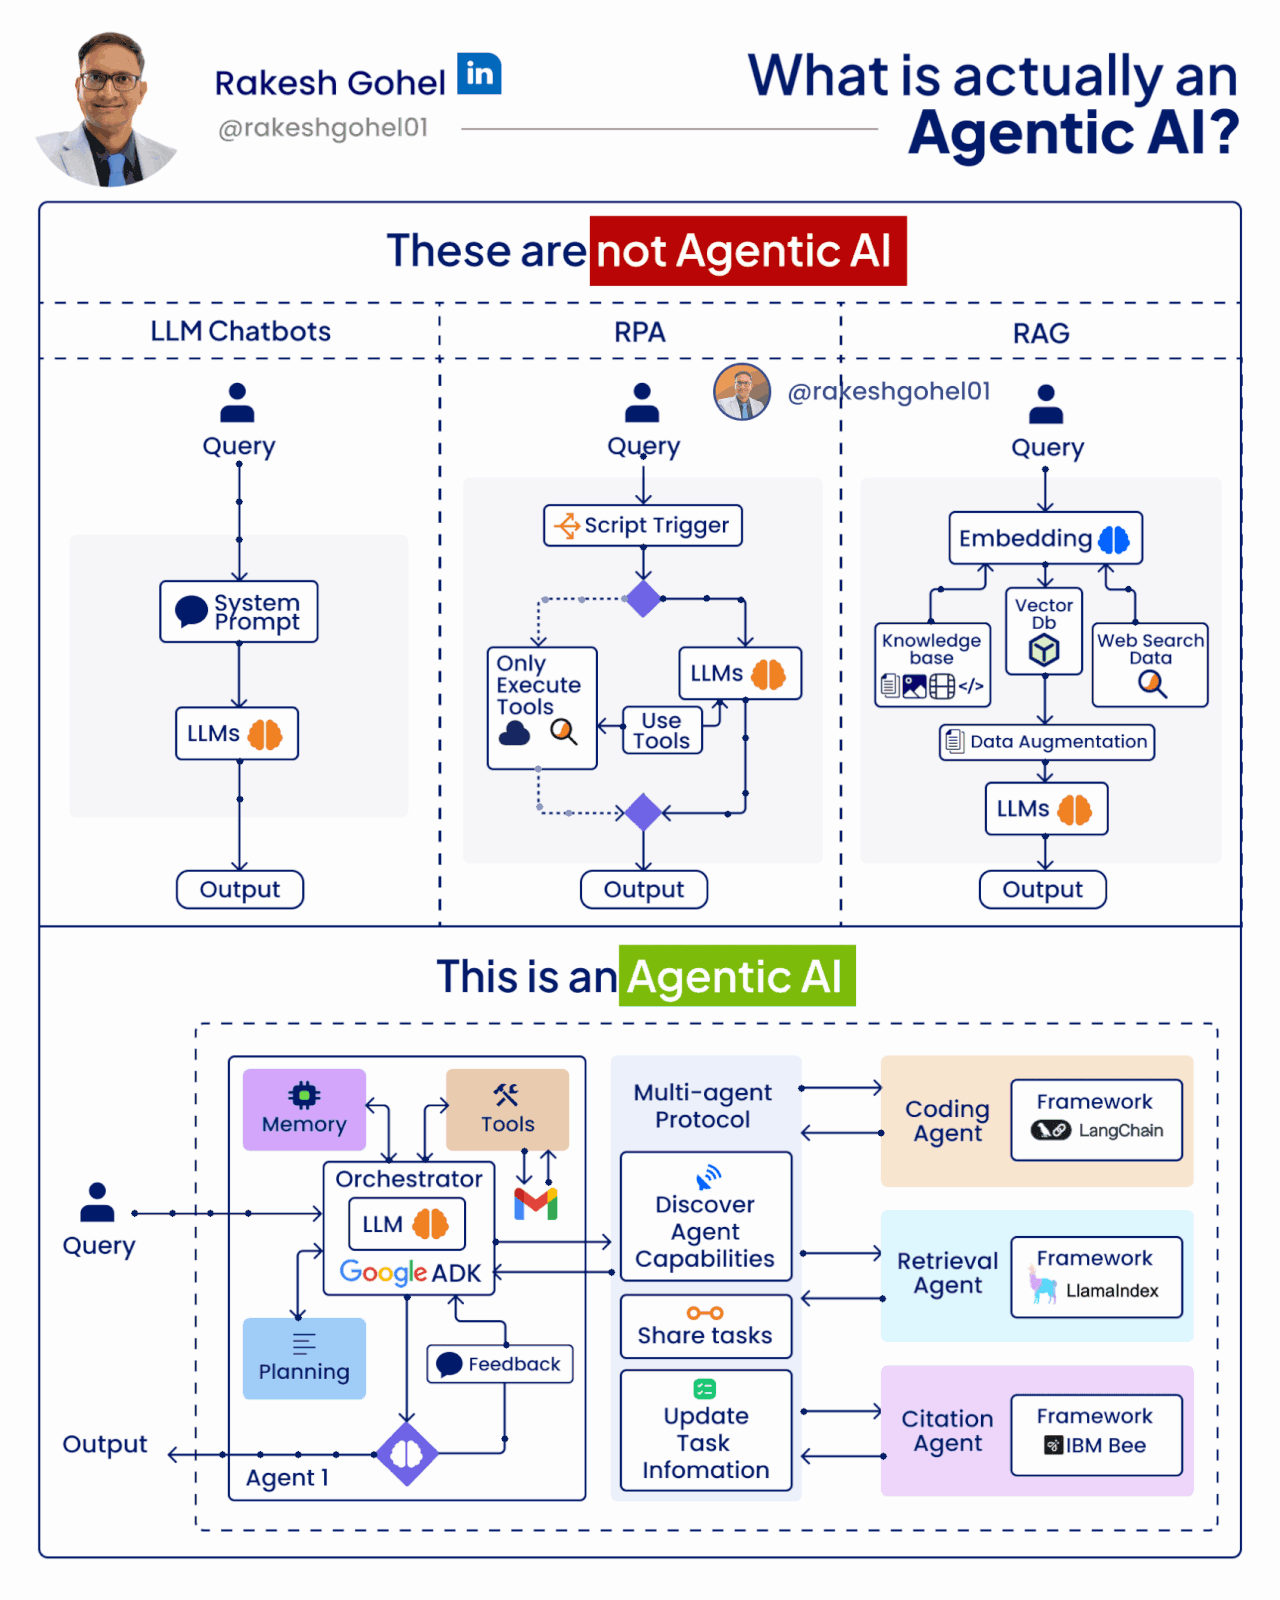 Rakesh Gohel in
@rakeshgohel01
What is actually an
Agentic AI?
These are not Agentic AI
LLM Chatbots
RPA
RAG
@rakeshgohel01
Query
System
Prompt
LLMs
Output
Query
Script Trigger
Only
Execute
Tools
LLMs
Use
Tools
Output
Query
Embedding
Vector
Db
Knowledge
base
</>
Web Search
Data
Data Augmentation
LLMs
Output
This is an Agentic AI
Query
Output
Memory
Tools
Orchestrator
LLM
Google ADK
Planning
Feedback
Agent 1
Multi-agent
Protocol
Discover
Agent
Capabilities
Share tasks
Update
Task
Infomation
Coding
Agent
Framework
LangChain
Retrieval
Agent
Framework
LlamaIndex
Citation
Agent
Framework
IBM Bee